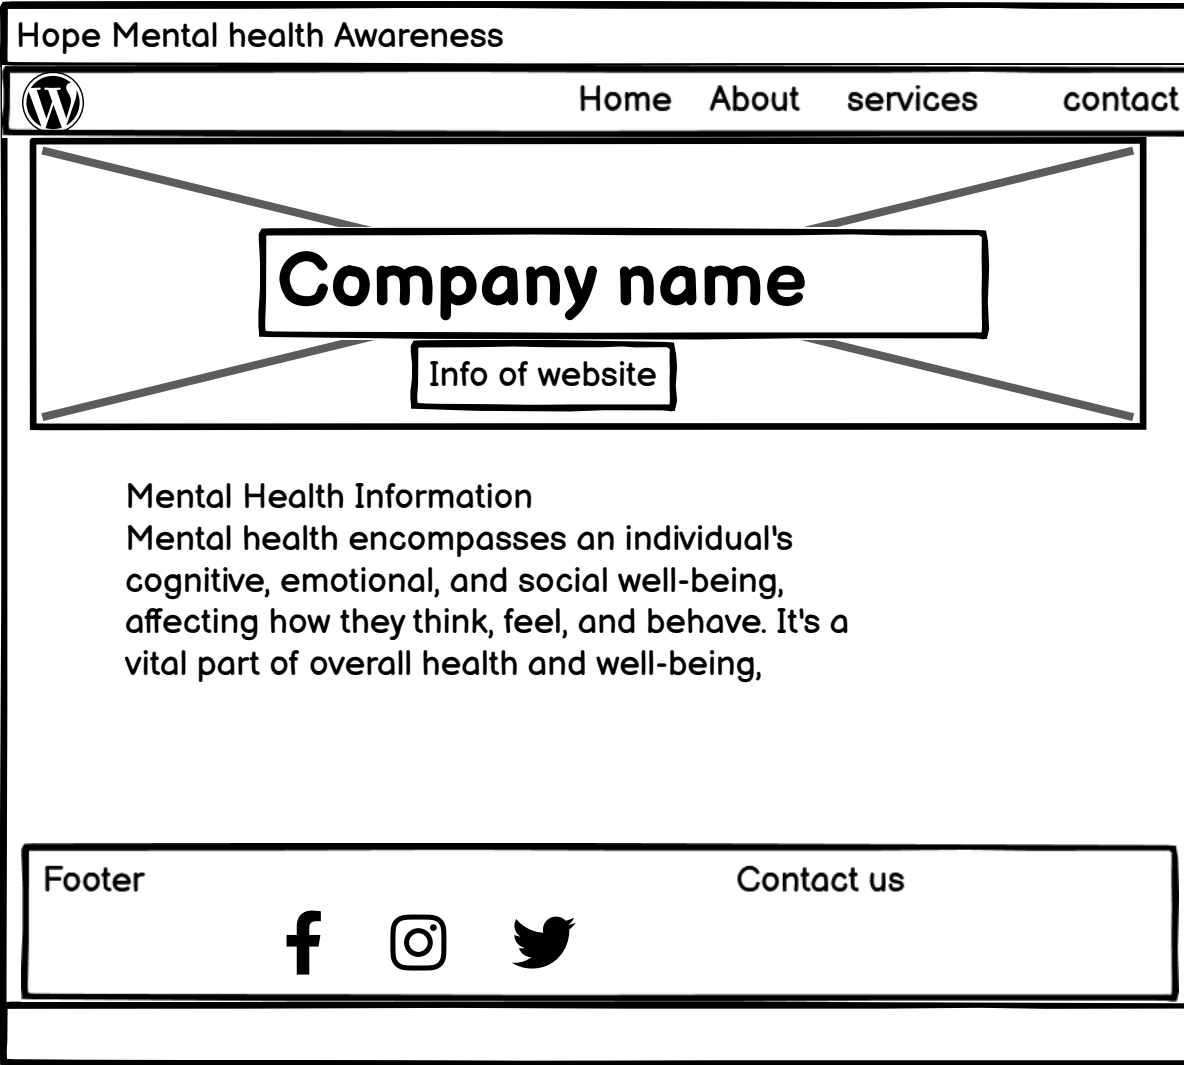 Hope Mental health Awareness
Home About services contact
Company name
Info of website
Mental Health Information
Mental health encompasses an individual's
cognitive, emotional, and social well-being,
affecting how they think, feel, and behave. It's a
vital part of overall health and well-being,
Footer Contact us